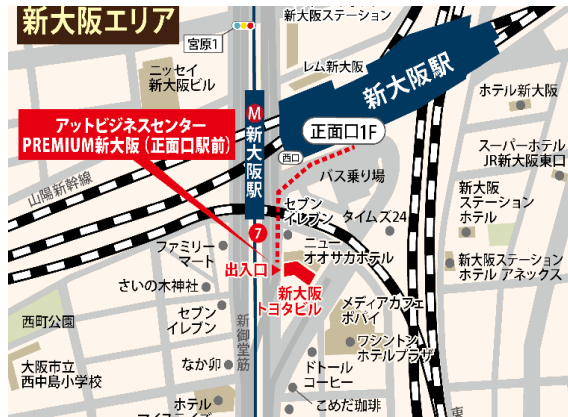 新大阪エリア
宮原1
新大阪
ステーションホテル
ニッセイ
新大阪ビル
レム新大阪
新大阪駅
ホテル新大阪
アットビジネスセンター
PREMIUM新大阪(正面口駅前)
M
新大阪駅
正面口1F
西口
スーパーホテル
JR新大阪東口
山陽新幹線
バス乗り場
セブン
イレブン
タイムズ24
新大阪
ステーション
ホテル
7
ファミリー
マート
ニュー
オオサカホテル
出入口
新大阪
ステーション
ホテル アネックス
さいの木神社
新大阪
トヨタビル
メディアカフェ
ポパイ
西町公園
セブン
イレブン
新御堂筋
ワシントン
ホテルプラザ
大阪市立
西中島小学校
なか卯
ドトール
コーヒー
ホテル
こめだ珈琲
東